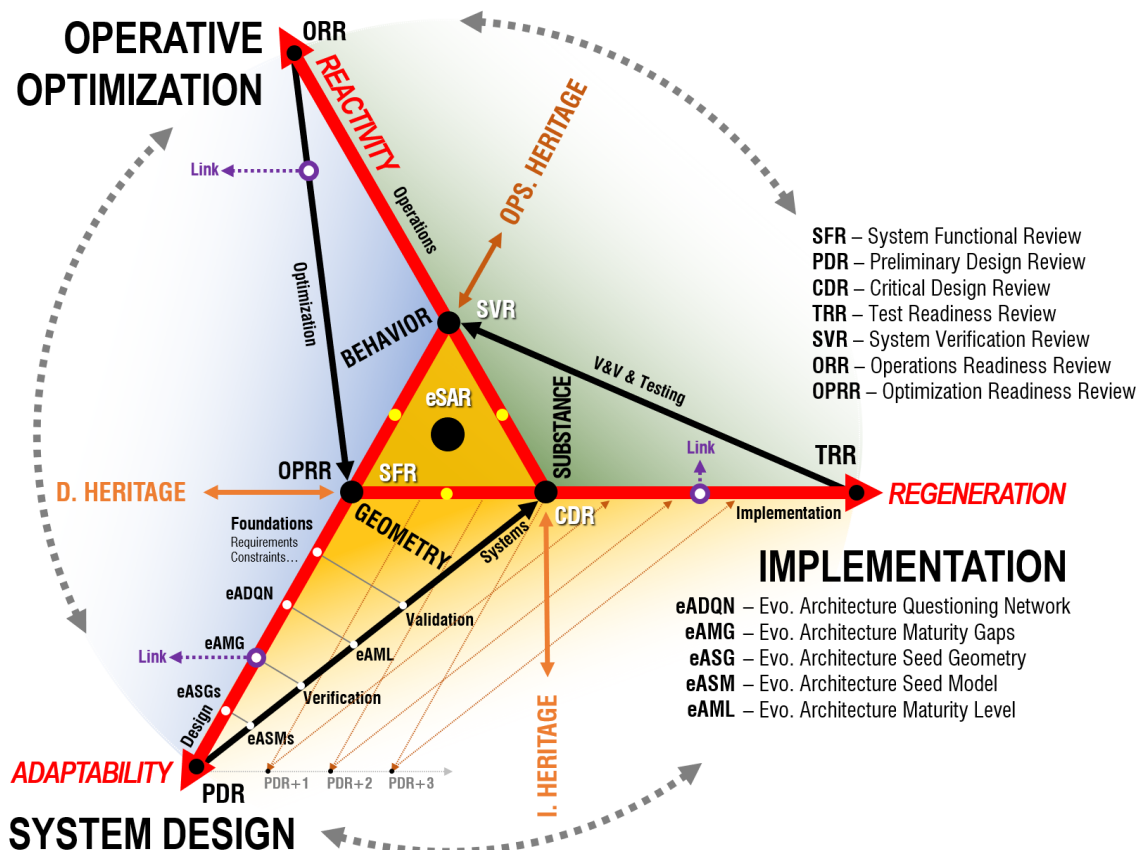 OPERATIVE
OPTIMIZATION
ORR
REACTIVITY
Operations
OPS. HERITAGE
Link
Optimization
SFR – System Functional Review
PDR – Preliminary Design Review
CDR – Critical Design Review
TRR – Test Readiness Review
SVR – System Verification Review
ORR – Operations Readiness Review
OPRR – Optimization Readiness Review
SVR
BEHAVIOR
V&V & Testing
eSAR
SUBSTANCE
Link
TRR
OPRR
SFR
D. HERITAGE
REGENERATION
CDR
Implementation
GEOMETRY
Systems
Foundations
Requirements
Constraints…
IMPLEMENTATION
eADQN
Validation
eADQN – Evo. Architecture Questioning Network
eAMG – Evo. Architecture Maturity Gaps
eASG – Evo. Architecture Seed Geometry
eASM – Evo. Architecture Seed Model
eAML – Evo. Architecture Maturity Level
eAMG
Link
eAML
eASGs
Verification
Design
eASMs
I. HERITAGE
ADAPTABILITY
PDR
PDR+1
PDR+2
PDR+3
SYSTEM DESIGN